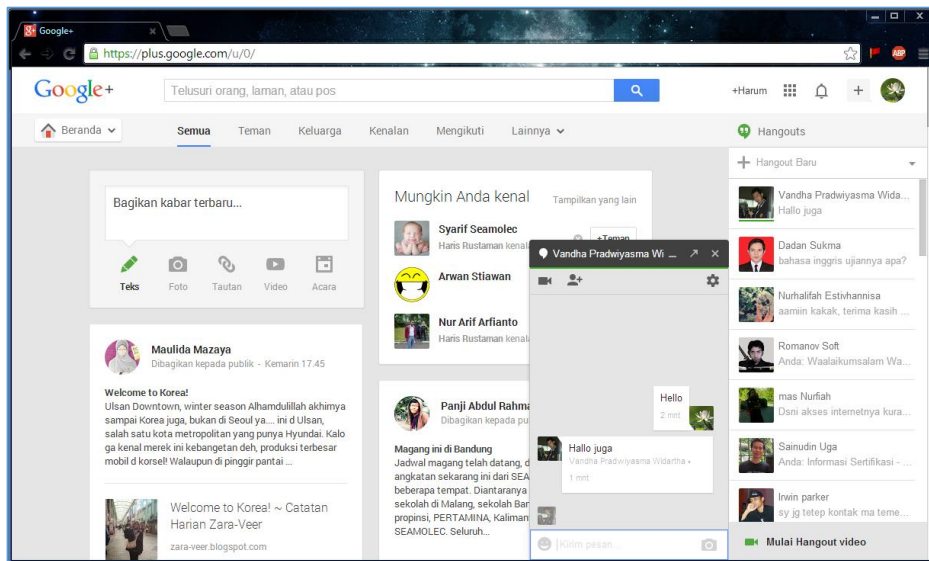 Google+
https://plus.google.com/u/0/
ABP
Google+
Telusuri orang, laman, atau pos
+Harum
Beranda
Semua Teman Keluarga Kenalan Mengikuti Lainnya
Hangouts
Bagikan kabar terbaru...
Teks Foto Tautan Video Acara
Maulida Mazaya
Dibagikan kepada publik - Kemarin 17.45
Welcome to Korea!
Ulsan Downtown, winter season Alhamdulillah akhirnya
sampai Korea juga, bukan di Seoul ya.... ini d Ulsan,
salah satu kota metropolitan yang punya Hyundai. Kalo
ga kenal merek ini kebangetan deh, produksi terbesar
mobil d korsel! Walaupun di pinggir pantai ...
Welcome to Korea! ~ Catatan
Harian Zara-Veer
zara-veer.blogspot.com
Mungkin Anda kenal Tampilkan yang lain
Syarif Seamolec
Haris Rustaman kenal
+Teman
Arwan Stiawan
Nur Arif Arfianto
Haris Rustaman kenal
Panji Abdul Rahma
Dibagikan kepada pu
Magang ini di Bandung
Jadwal magang telah datang, d
angkatan sekarang ini dari SEA
beberapa tempat. Diantaranya
sekolah di Malang, sekolah Bar
propinsi, PERTAMINA, Kaliman
SEAMOLEC. Seluruh...
Vandha Pradwiyasma Wi
Hello
2 mnt
Hallo juga
Vandha Pradwiyasma Widartha •
1 mnt
Kirim pesan...
Hangout Baru
Vandha Pradwiyasma Wida...
Hallo juga
Dadan Sukma
bahasa inggris ujiannya apa?
Nurhalifah Estivhannisa
aamiin kakak, terima kasih ...
Romanov Soft
Anda: Waalaikumsalam Wa...
mas Nurfiah
Dsni akses internetnya kura...
Sainudin Uga
Anda: Informasi Sertifikasi - ...
Irwin parker
sy jg tetep kontak ma teme...
Mulai Hangout video